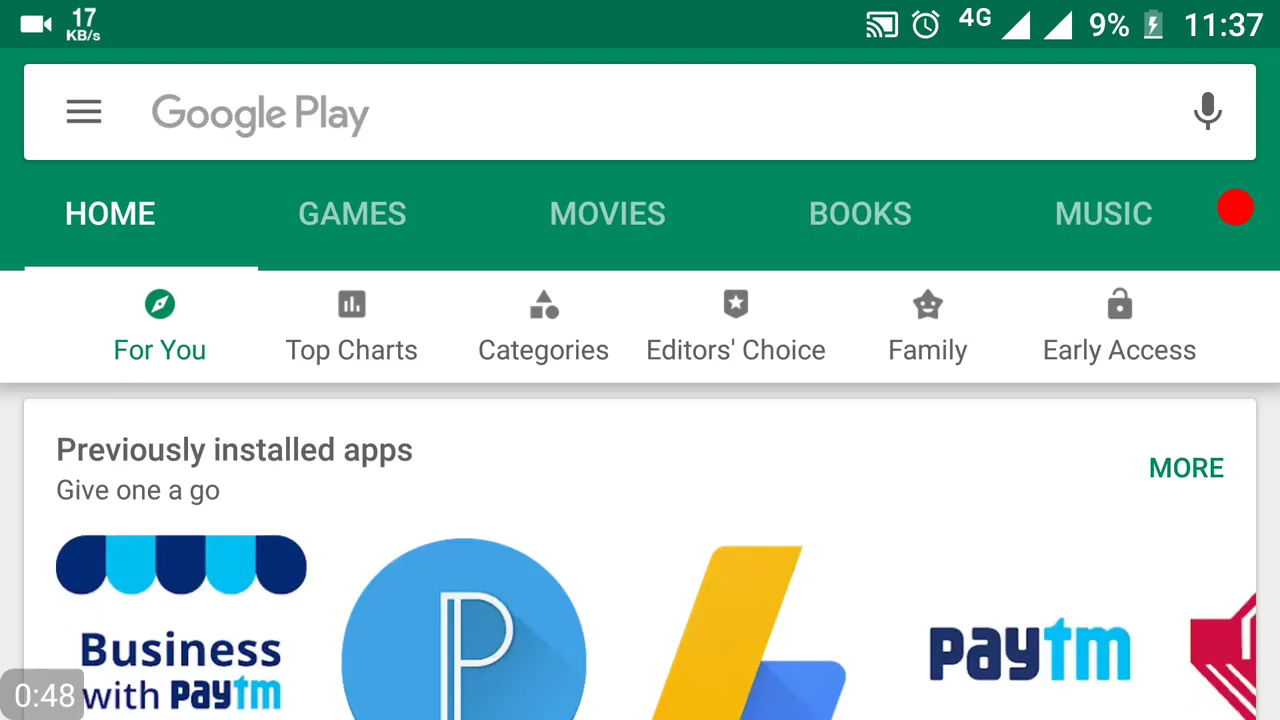 17
KB/s
4G
9%
11:37
Google Play
HOME
GAMES
MOVIES
BOOKS
MUSIC
For You
Top Charts
Categories
Editors' Choice
Family
Early Access
Previously installed apps
MORE
Give one a go
Business
with paytm
P
paytm
0:48